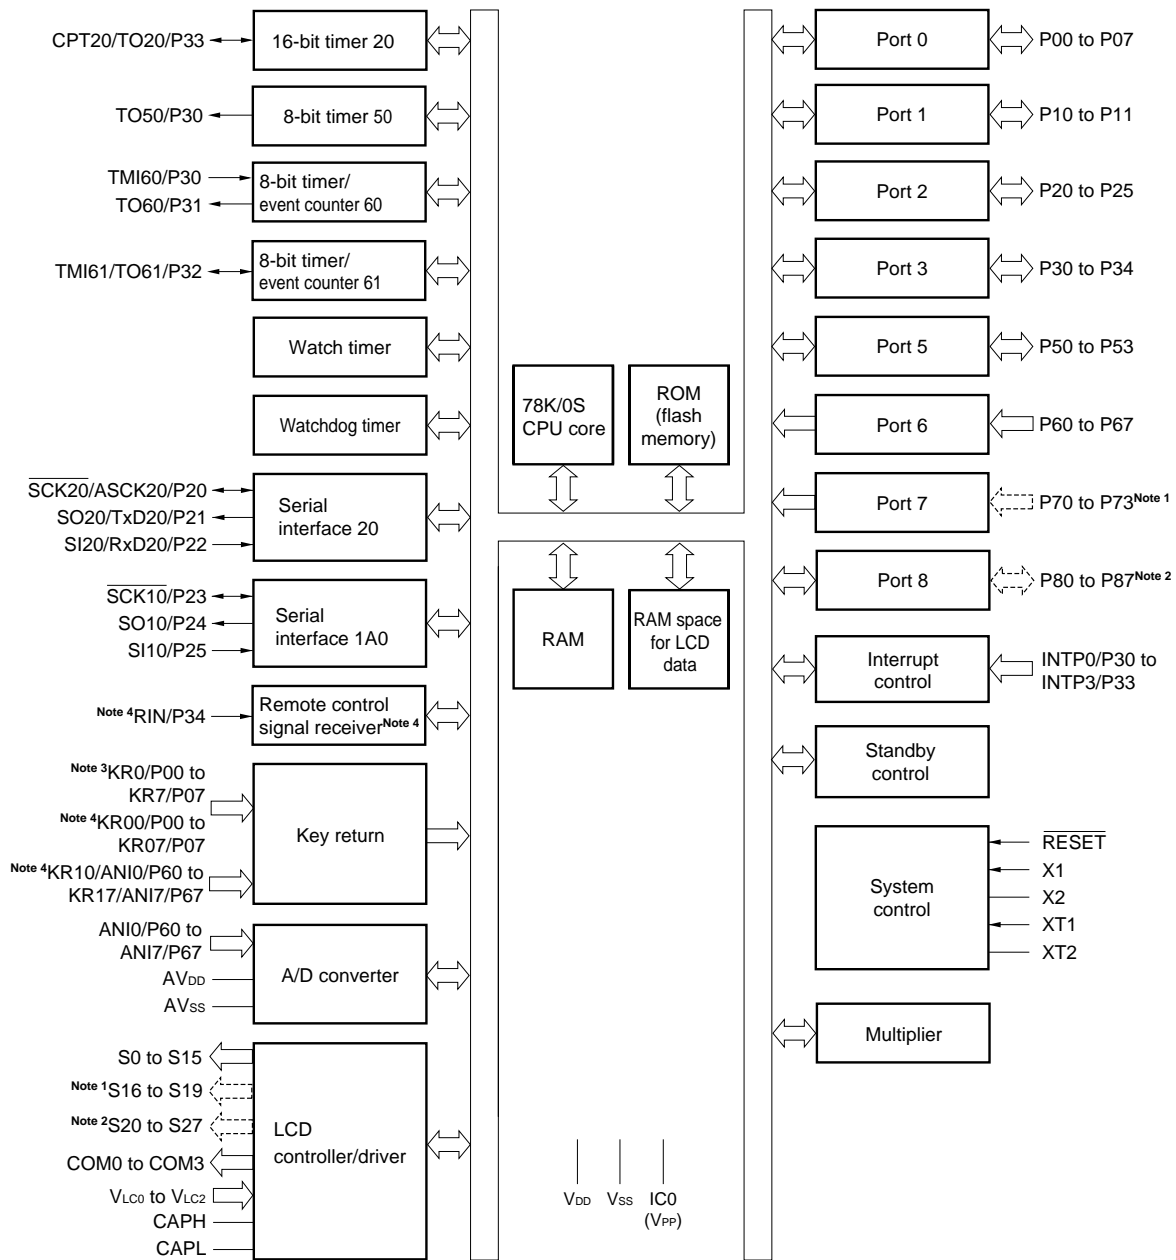 CPT20/TO20/P33
16-bit timer 20
TO50/P30
8-bit timer 50
TMI60/P30
TO60/P31
8-bit timer/
event counter 60
TMI61/TO61/P32
8-bit timer/
event counter 61
Watch timer
Watchdog timer
SCK20/ASCK20/P20
SO20/TxD20/P21
SI20/RxD20/P22
Serial
interface 20
SCK10/P23
SO10/P24
SI10/P25
Serial
interface 1A0
Note 4RIN/P34
Remote control
signal receiverNote 4
Note 3KR0/P00 to
KR7/P07
Note 4KR00/P00 to
KR07/P07
Note 4KR10/ANI0/P60 to
KR17/ANI7/P67
Key return
ANI0/P60 to
ANI7/P67
AVDD
AVSS
A/D converter
S0 to S15
Note 1S16 to S19
Note 2S20 to S27
COM0 to COM3
VLC0 to VLC2
CAPH
CAPL
LCD
controller/driver
78K/0S
CPU core
ROM
(flash
memory)
RAM
RAM space
for LCD
data
VDD
VSS
IC0
(VPP)
Port 0
P00 to P07
Port 1
P10 to P11
Port 2
P20 to P25
Port 3
P30 to P34
Port 5
P50 to P53
Port 6
P60 to P67
Port 7
P70 to P73Note 1
Port 8
P80 to P87Note 2
Interrupt
control
INTP0/P30 to
INTP3/P33
Standby
control
System
control
RESET
X1
X2
XT1
XT2
Multiplier